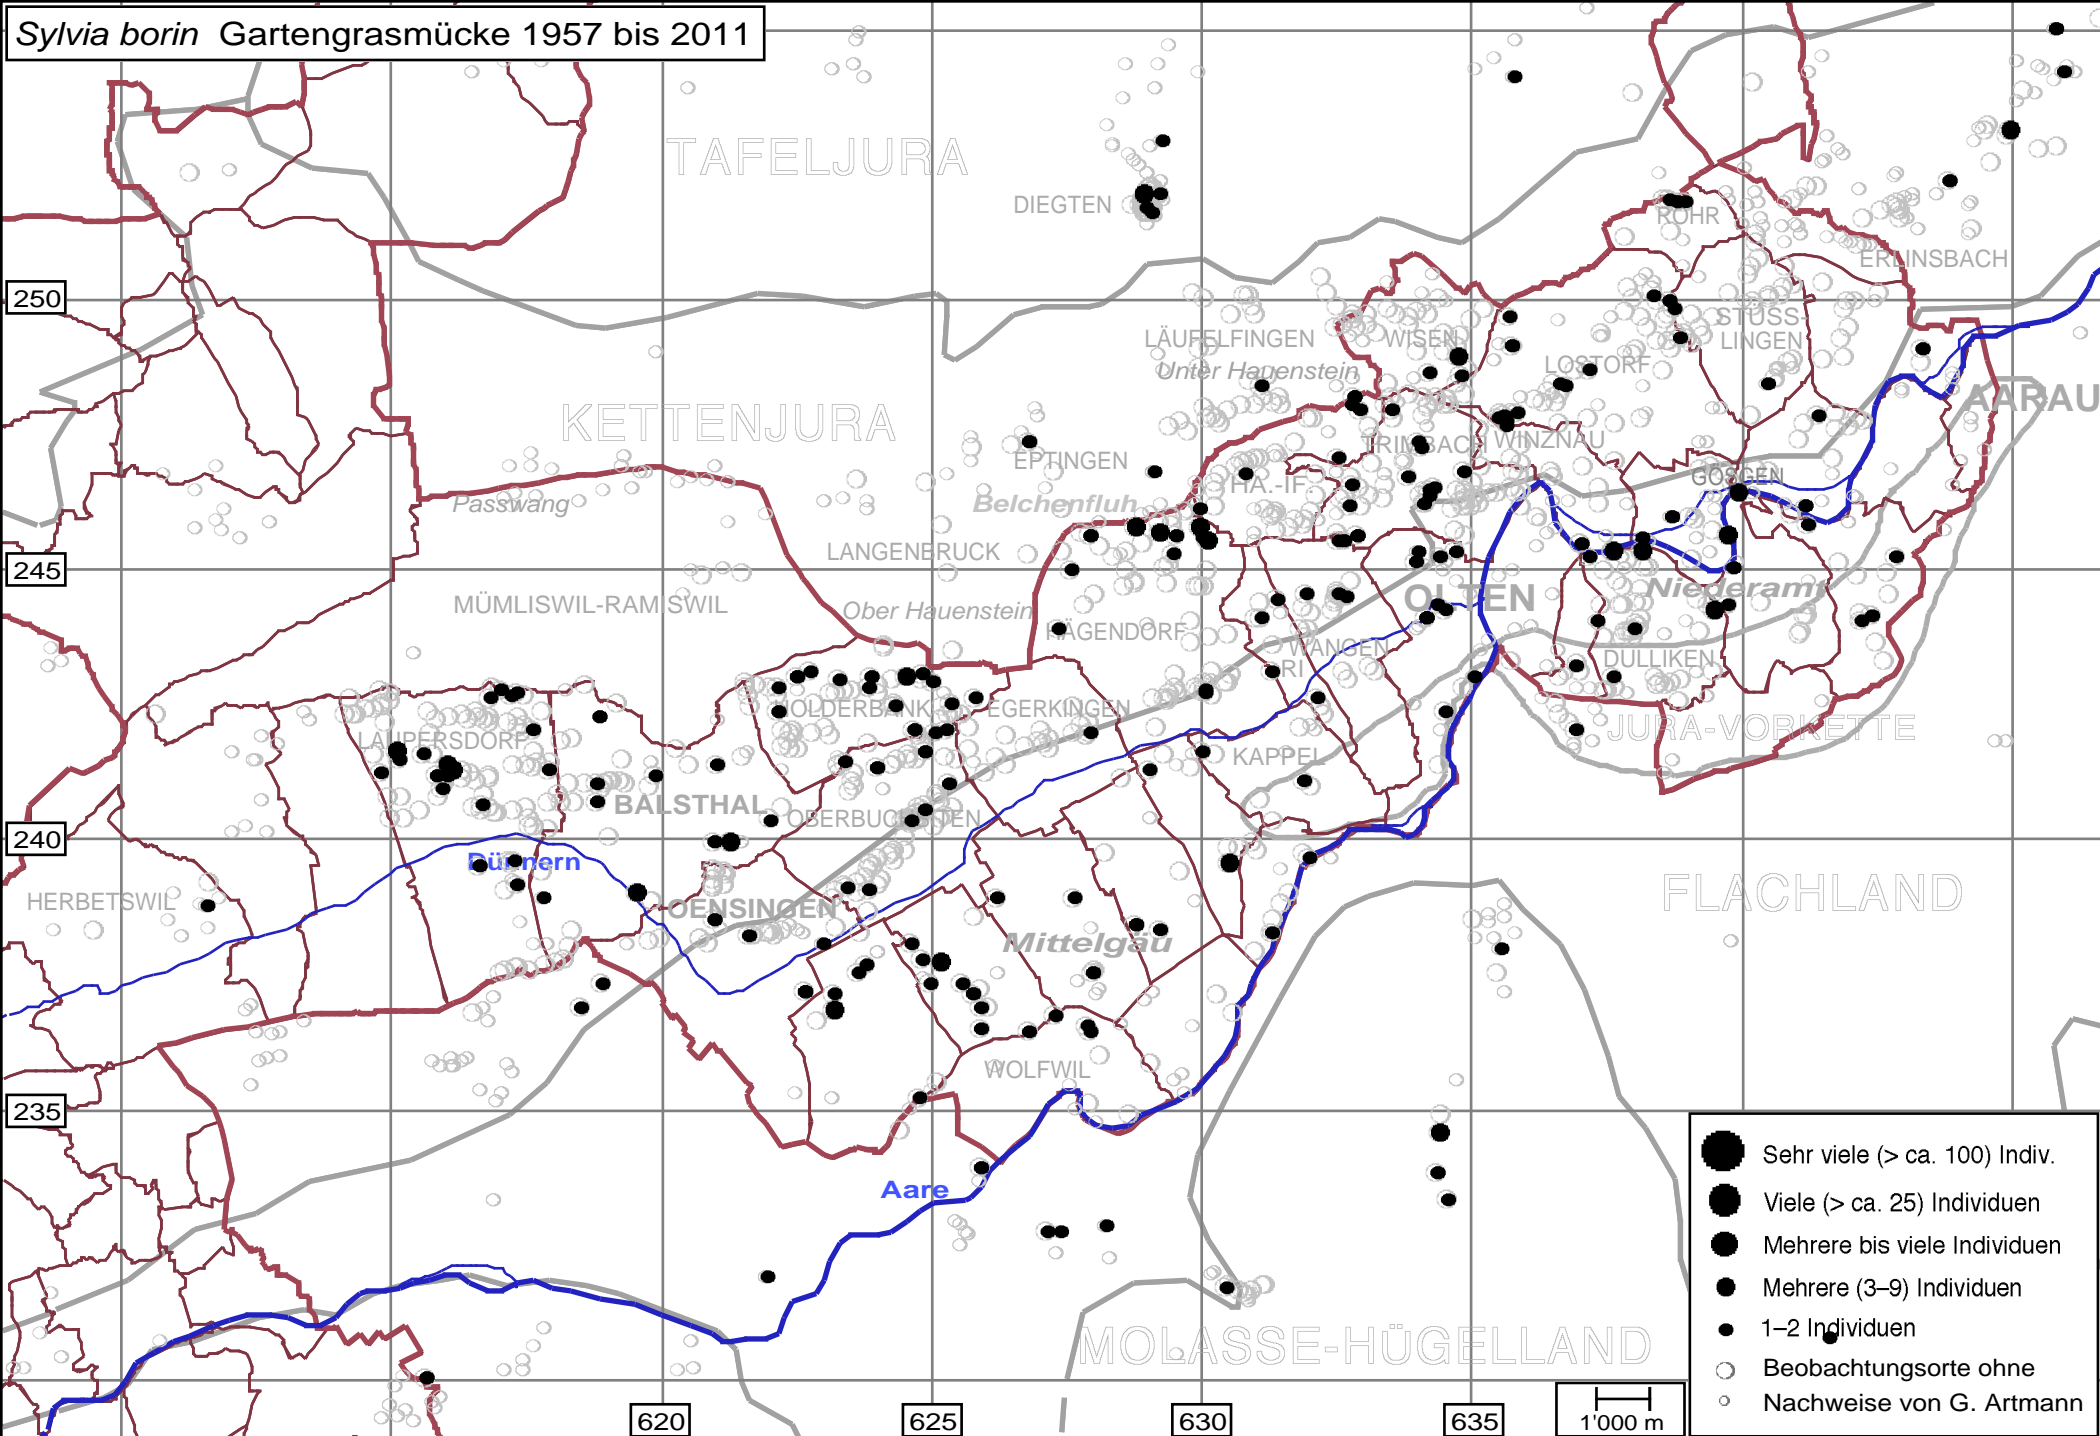 Sylvia borin Gartengrasmücke 1957 bis 2011
TAFELJURA
DIEGTEN
ROHR
ERLINSBACH
250
LÄUFELFINGEN
WISEN
STÜSS-
LINGEN
Unter Hauenstein
LOSTORF
AARAU
KETTENJURA
TRIMBACH
WINZNAU
EPTINGEN
GÖSGEN
HA.-IF.
Passwang
Belchenfluh
LANGENBRUCK
245
MÜMLISWIL-RAMISWIL
Niederamt
OLTEN
Ober Hauenstein
HÄGENDORF
WANGEN
RI
DULLIKEN
HOLDERBANK
EGERKINGEN
JURA-VORKETTE
LAUPERSDORF
KAPPEL
BALSTHAL
OBERBUCHSITEN
240
Dünnern
HERBETSWIL
OENSINGEN
FLACHLAND
Mittelgäu
WOLFWIL
235
Aare
MOLASSE-HÜGELLAND
Sehr viele (> ca. 100) Indiv.
Viele (> ca. 25) Individuen
Mehrere bis viele Individuen
Mehrere (3–9) Individuen
1–2 Individuen
Beobachtungsorte ohne
Nachweise von G. Artmann
620
625
630
635
1'000 m